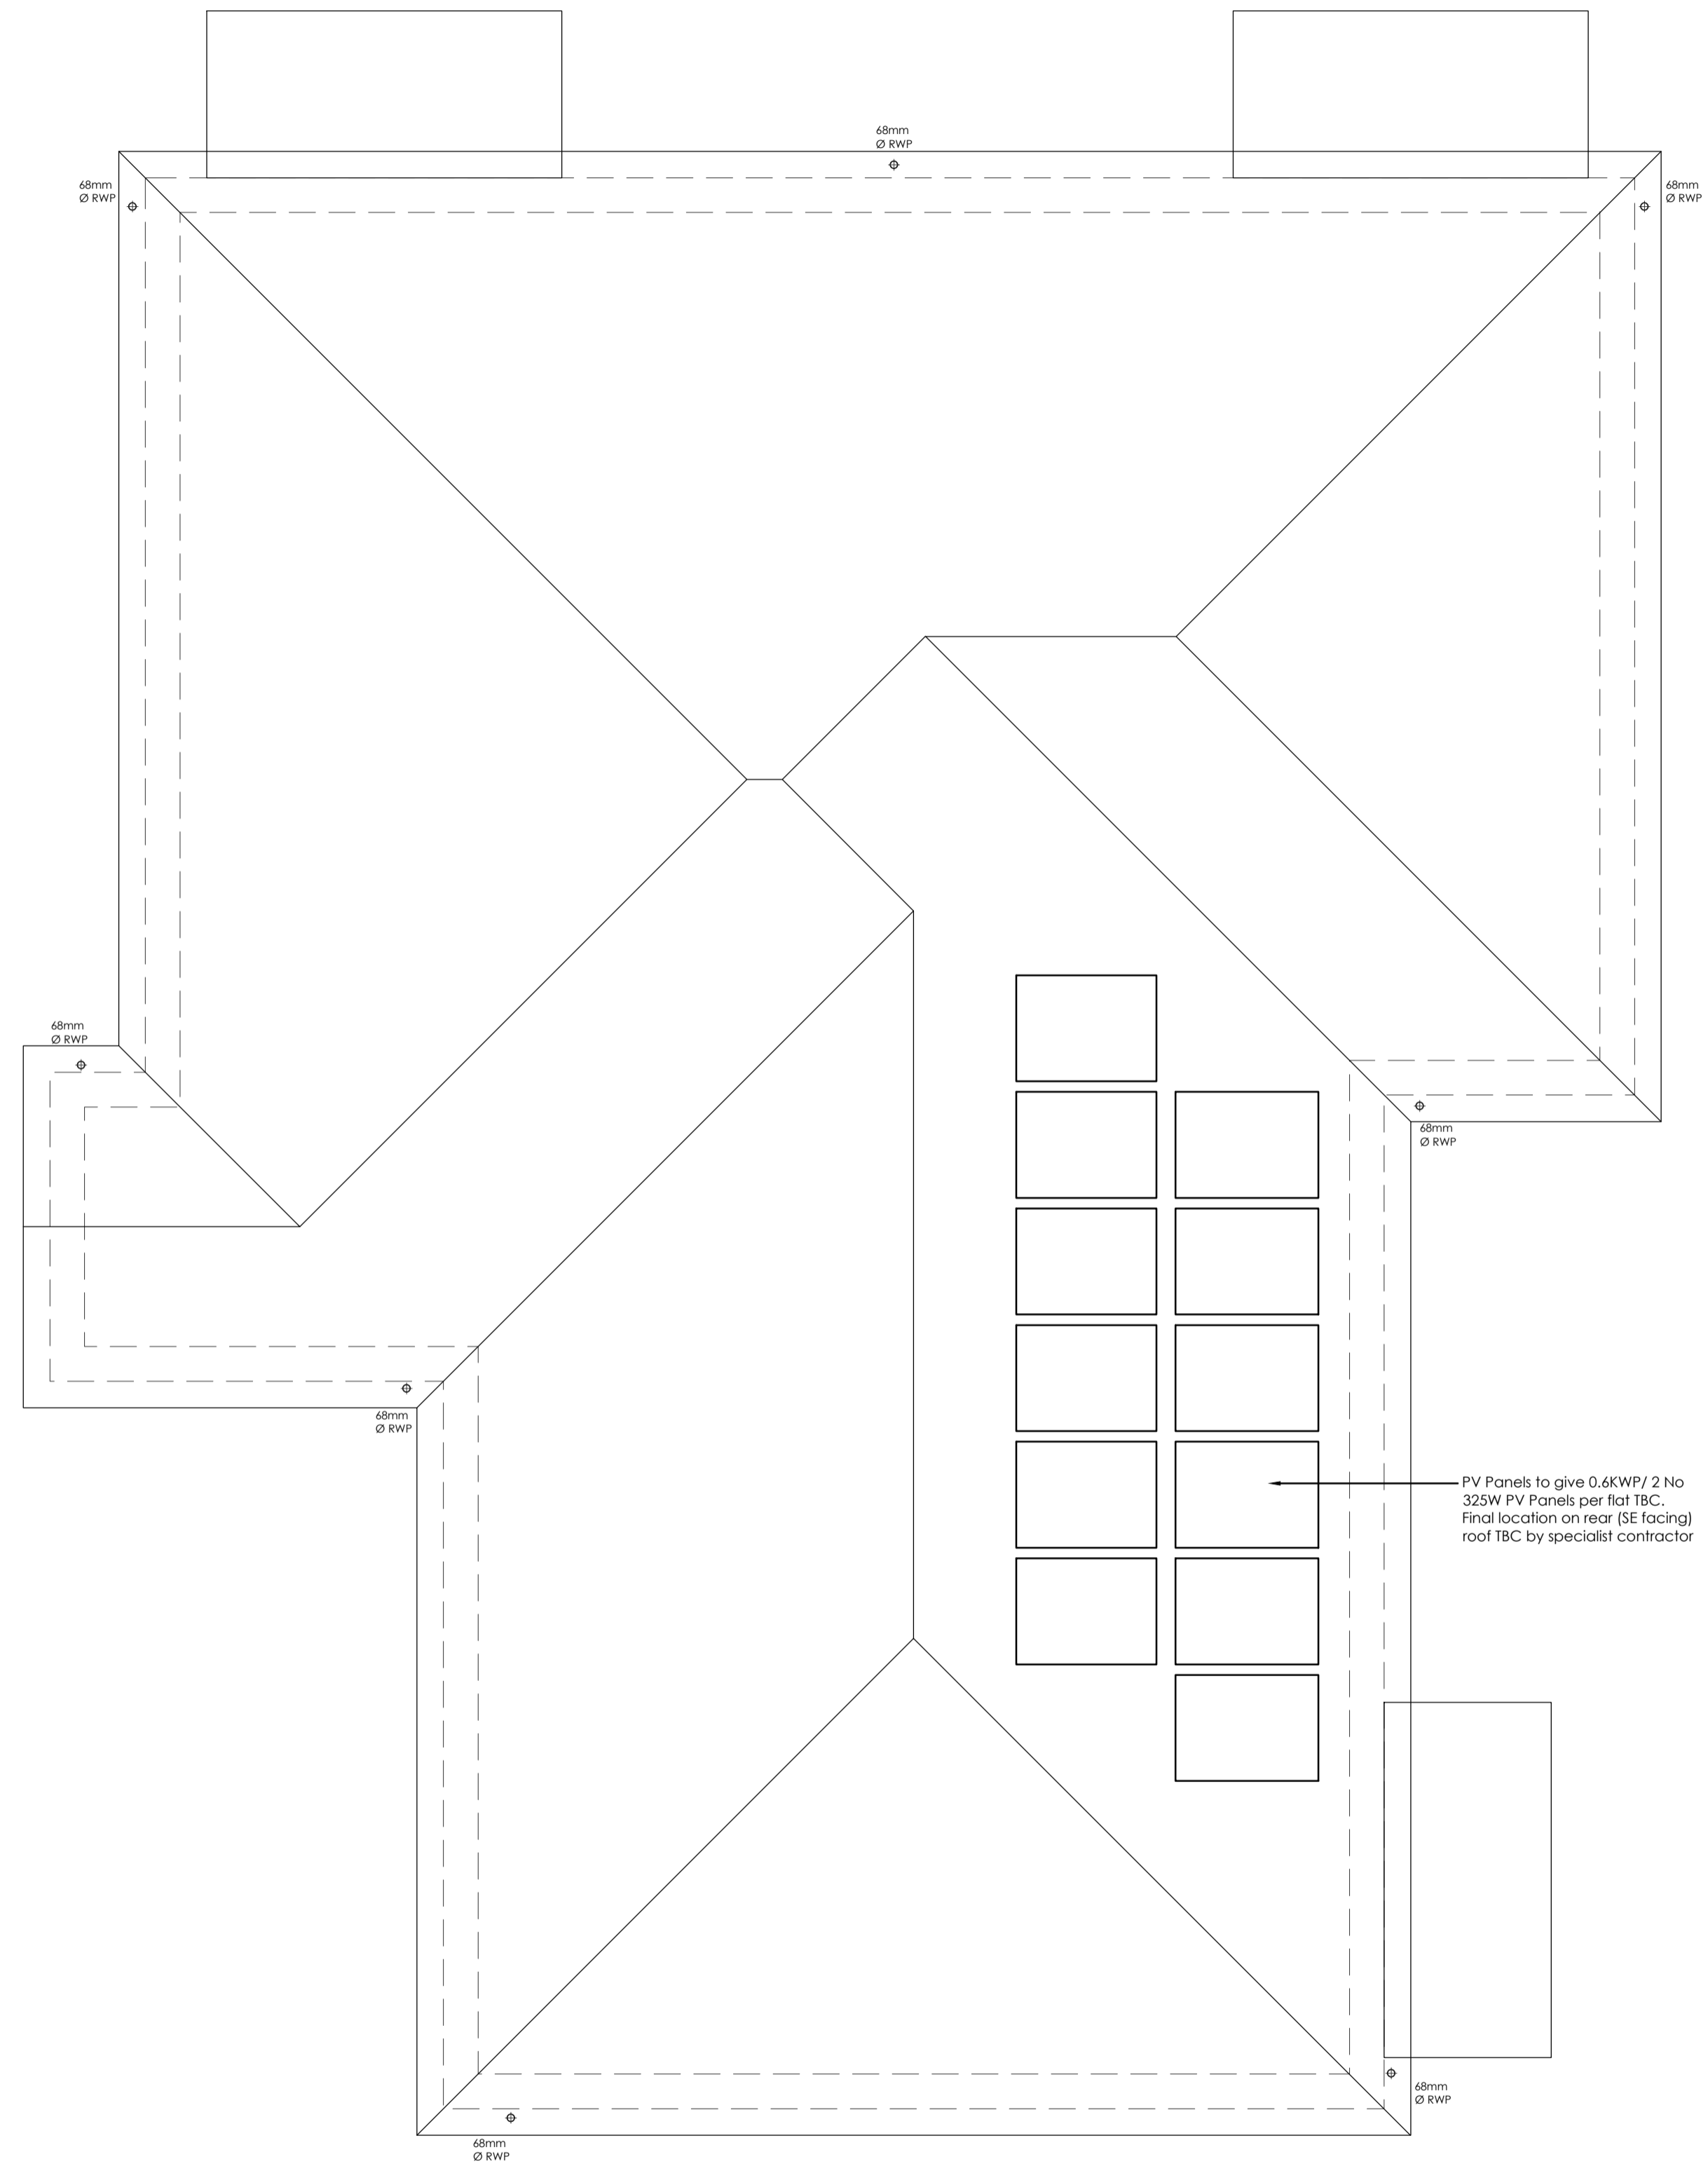 68mm
Ø RWP
68mm
Ø RWP
68mm
Ø RWP
68mm
Ø RWP
68mm
Ø RWP
68mm
Ø RWP
PV Panels to give 0.6KWP/ 2 No
325W PV Panels per flat TBC.
Final location on rear (SE facing)
roof TBC by specialist contractor
68mm
Ø RWP
68mm
Ø RWP